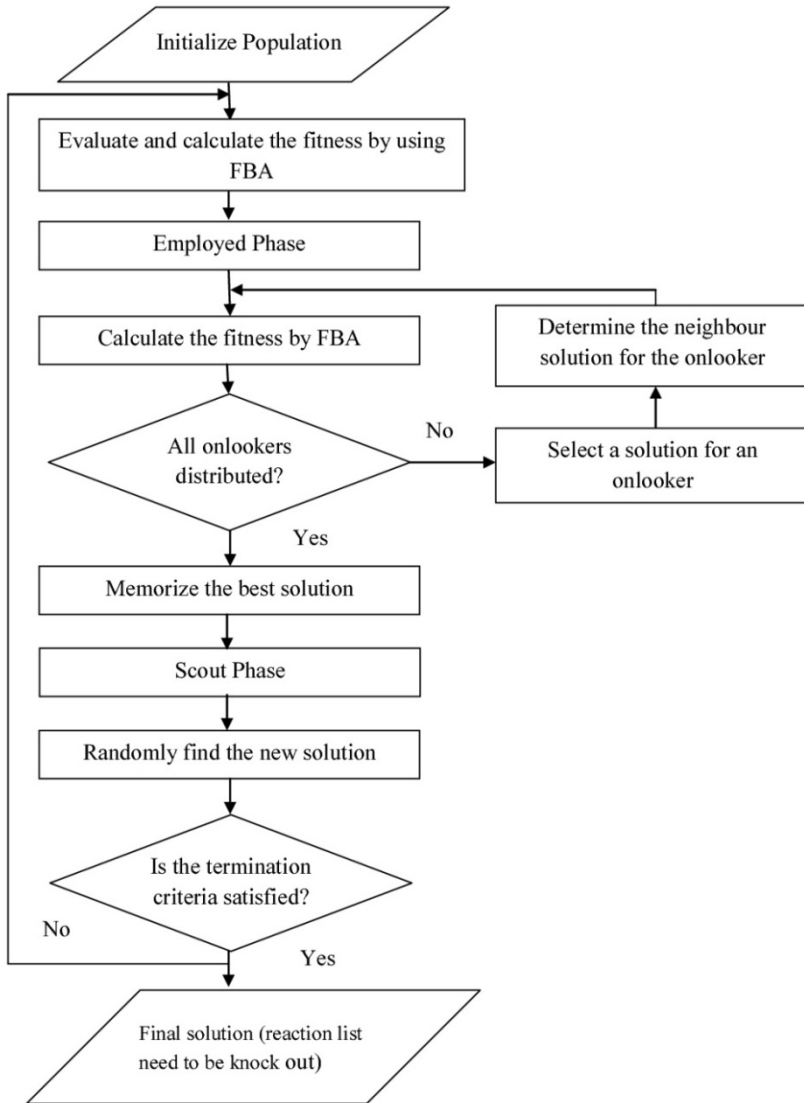 Initialize Population
Evaluate and calculate the fitness by using
FBA
Employed Phase
Calculate the fitness by FBA
Determine the neighbour
solution for the onlooker
All onlookers
distributed?
No
Select a solution for an
onlooker
Yes
Memorize the best solution
Scout Phase
Randomly find the new solution
Is the termination
criteria satisfied?
No
Yes
Final solution (reaction list
need to be knock out)